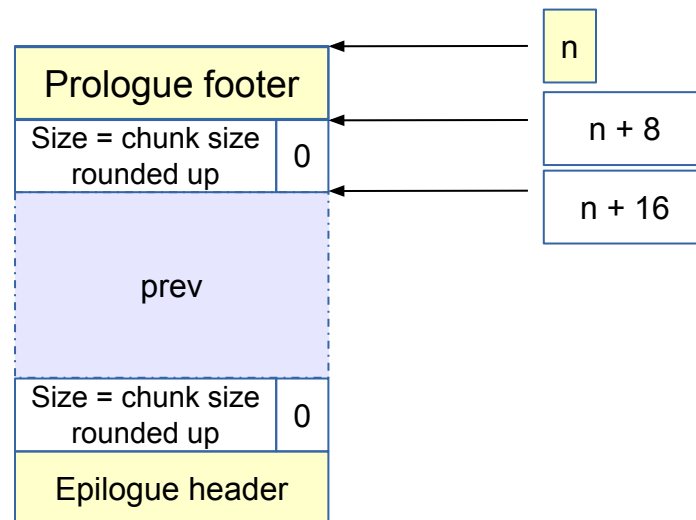 n
Prologue footer
n + 8
Size = chunk size
rounded up
0
n + 16
prev
Size = chunk size
rounded up
0
Epilogue header